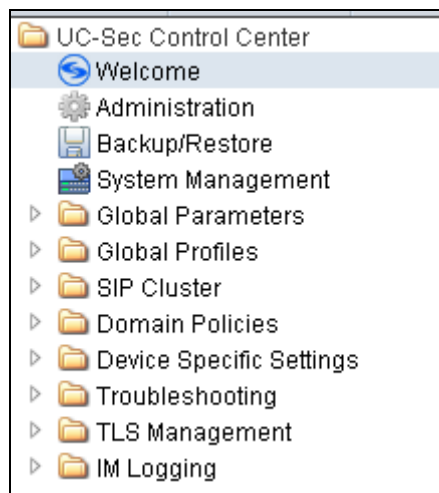 UC-Sec Control Center
Welcome
Administration
Backup/Restore
System Management
Global Parameters
Global Profiles
SIP Cluster
Domain Policies
Device Specific Settings
Troubleshooting
TLS Management
IM Logging